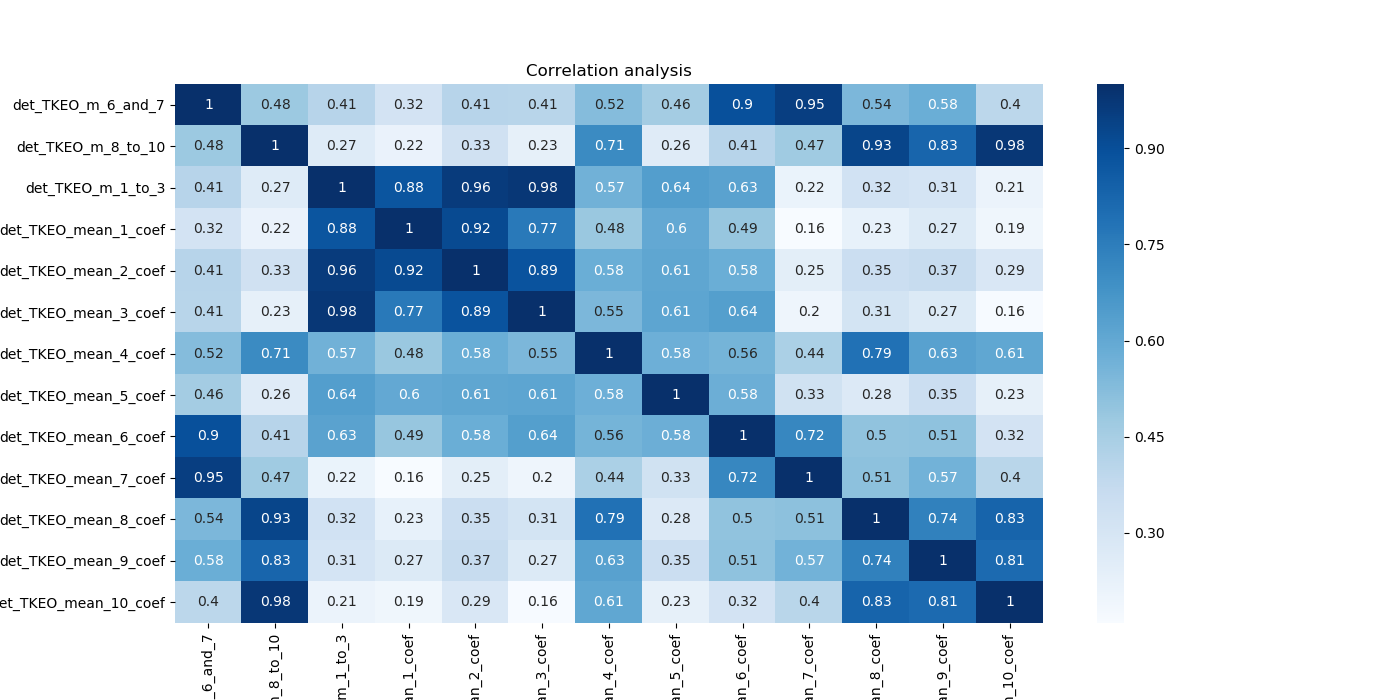 Correlation analysis
det_TKEO_m_6_and_7 1 0.48 0.41 0.32 0.41 0.41 0.52 0.46 0.9 0.95 0.54 0.58 0.4
det_TKEO_m_8_to_10 0.48 1 0.27 0.22 0.33 0.23 0.71 0.26 0.41 0.47 0.93 0.83 0.98
det_TKEO_m_1_to_3 0.41 0.27 1 0.88 0.96 0.98 0.57 0.64 0.63 0.22 0.32 0.31 0.21
det_TKEO_mean_1_coef 0.32 0.22 0.88 1 0.92 0.77 0.48 0.6 0.49 0.16 0.23 0.27 0.19
det_TKEO_mean_2_coef 0.41 0.33 0.96 0.92 1 0.89 0.58 0.61 0.58 0.25 0.35 0.37 0.29
det_TKEO_mean_3_coef 0.41 0.23 0.98 0.77 0.89 1 0.55 0.61 0.64 0.2 0.31 0.27 0.16
det_TKEO_mean_4_coef 0.52 0.71 0.57 0.48 0.58 0.55 1 0.58 0.56 0.44 0.79 0.63 0.61
det_TKEO_mean_5_coef 0.46 0.26 0.64 0.6 0.61 0.61 0.58 1 0.58 0.33 0.28 0.35 0.23
det_TKEO_mean_6_coef 0.9 0.41 0.63 0.49 0.58 0.64 0.56 0.58 1 0.72 0.5 0.51 0.32
det_TKEO_mean_7_coef 0.95 0.47 0.22 0.16 0.25 0.2 0.44 0.33 0.72 1 0.51 0.57 0.4
det_TKEO_mean_8_coef 0.54 0.93 0.32 0.23 0.35 0.31 0.79 0.28 0.5 0.51 1 0.74 0.83
det_TKEO_mean_9_coef 0.58 0.83 0.31 0.27 0.37 0.27 0.63 0.35 0.51 0.57 0.74 1 0.81
et_TKEO_mean_10_coef 0.4 0.98 0.21 0.19 0.29 0.16 0.61 0.23 0.32 0.4 0.83 0.81 1
_6_and_7
_8_to_10
m_1_to_3
an_1_coef
an_2_coef
an_3_coef
an_4_coef
an_5_coef
an_6_coef
an_7_coef
an_8_coef
an_9_coef
_10_coef
0.90
0.75
0.60
0.45
0.30